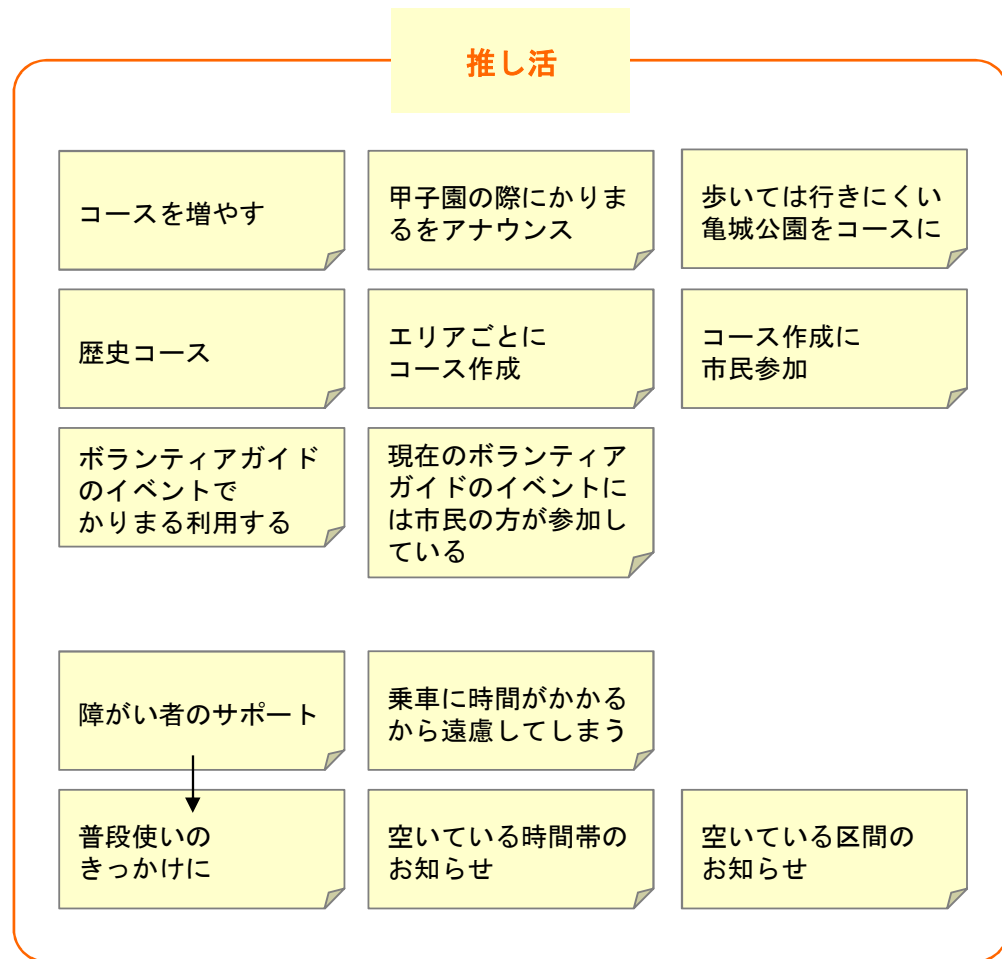 推し活
コースを増やす
甲子園の際にかりま
るをアナウンス
歩いては行きにくい
亀城公園をコースに
歴史コース
エリアごとに
コース作成
コース作成に
市民参加
ボランティアガイド
のイベントで
かりまる利用する
現在のボランティア
ガイドのイベントに
は市民の方が参加し
ている
障がい者のサポート
乗車に時間がかかる
から遠慮してしまう
普段使いの
きっかけに
空いている時間帯の
お知らせ
空いている区間の
お知らせ